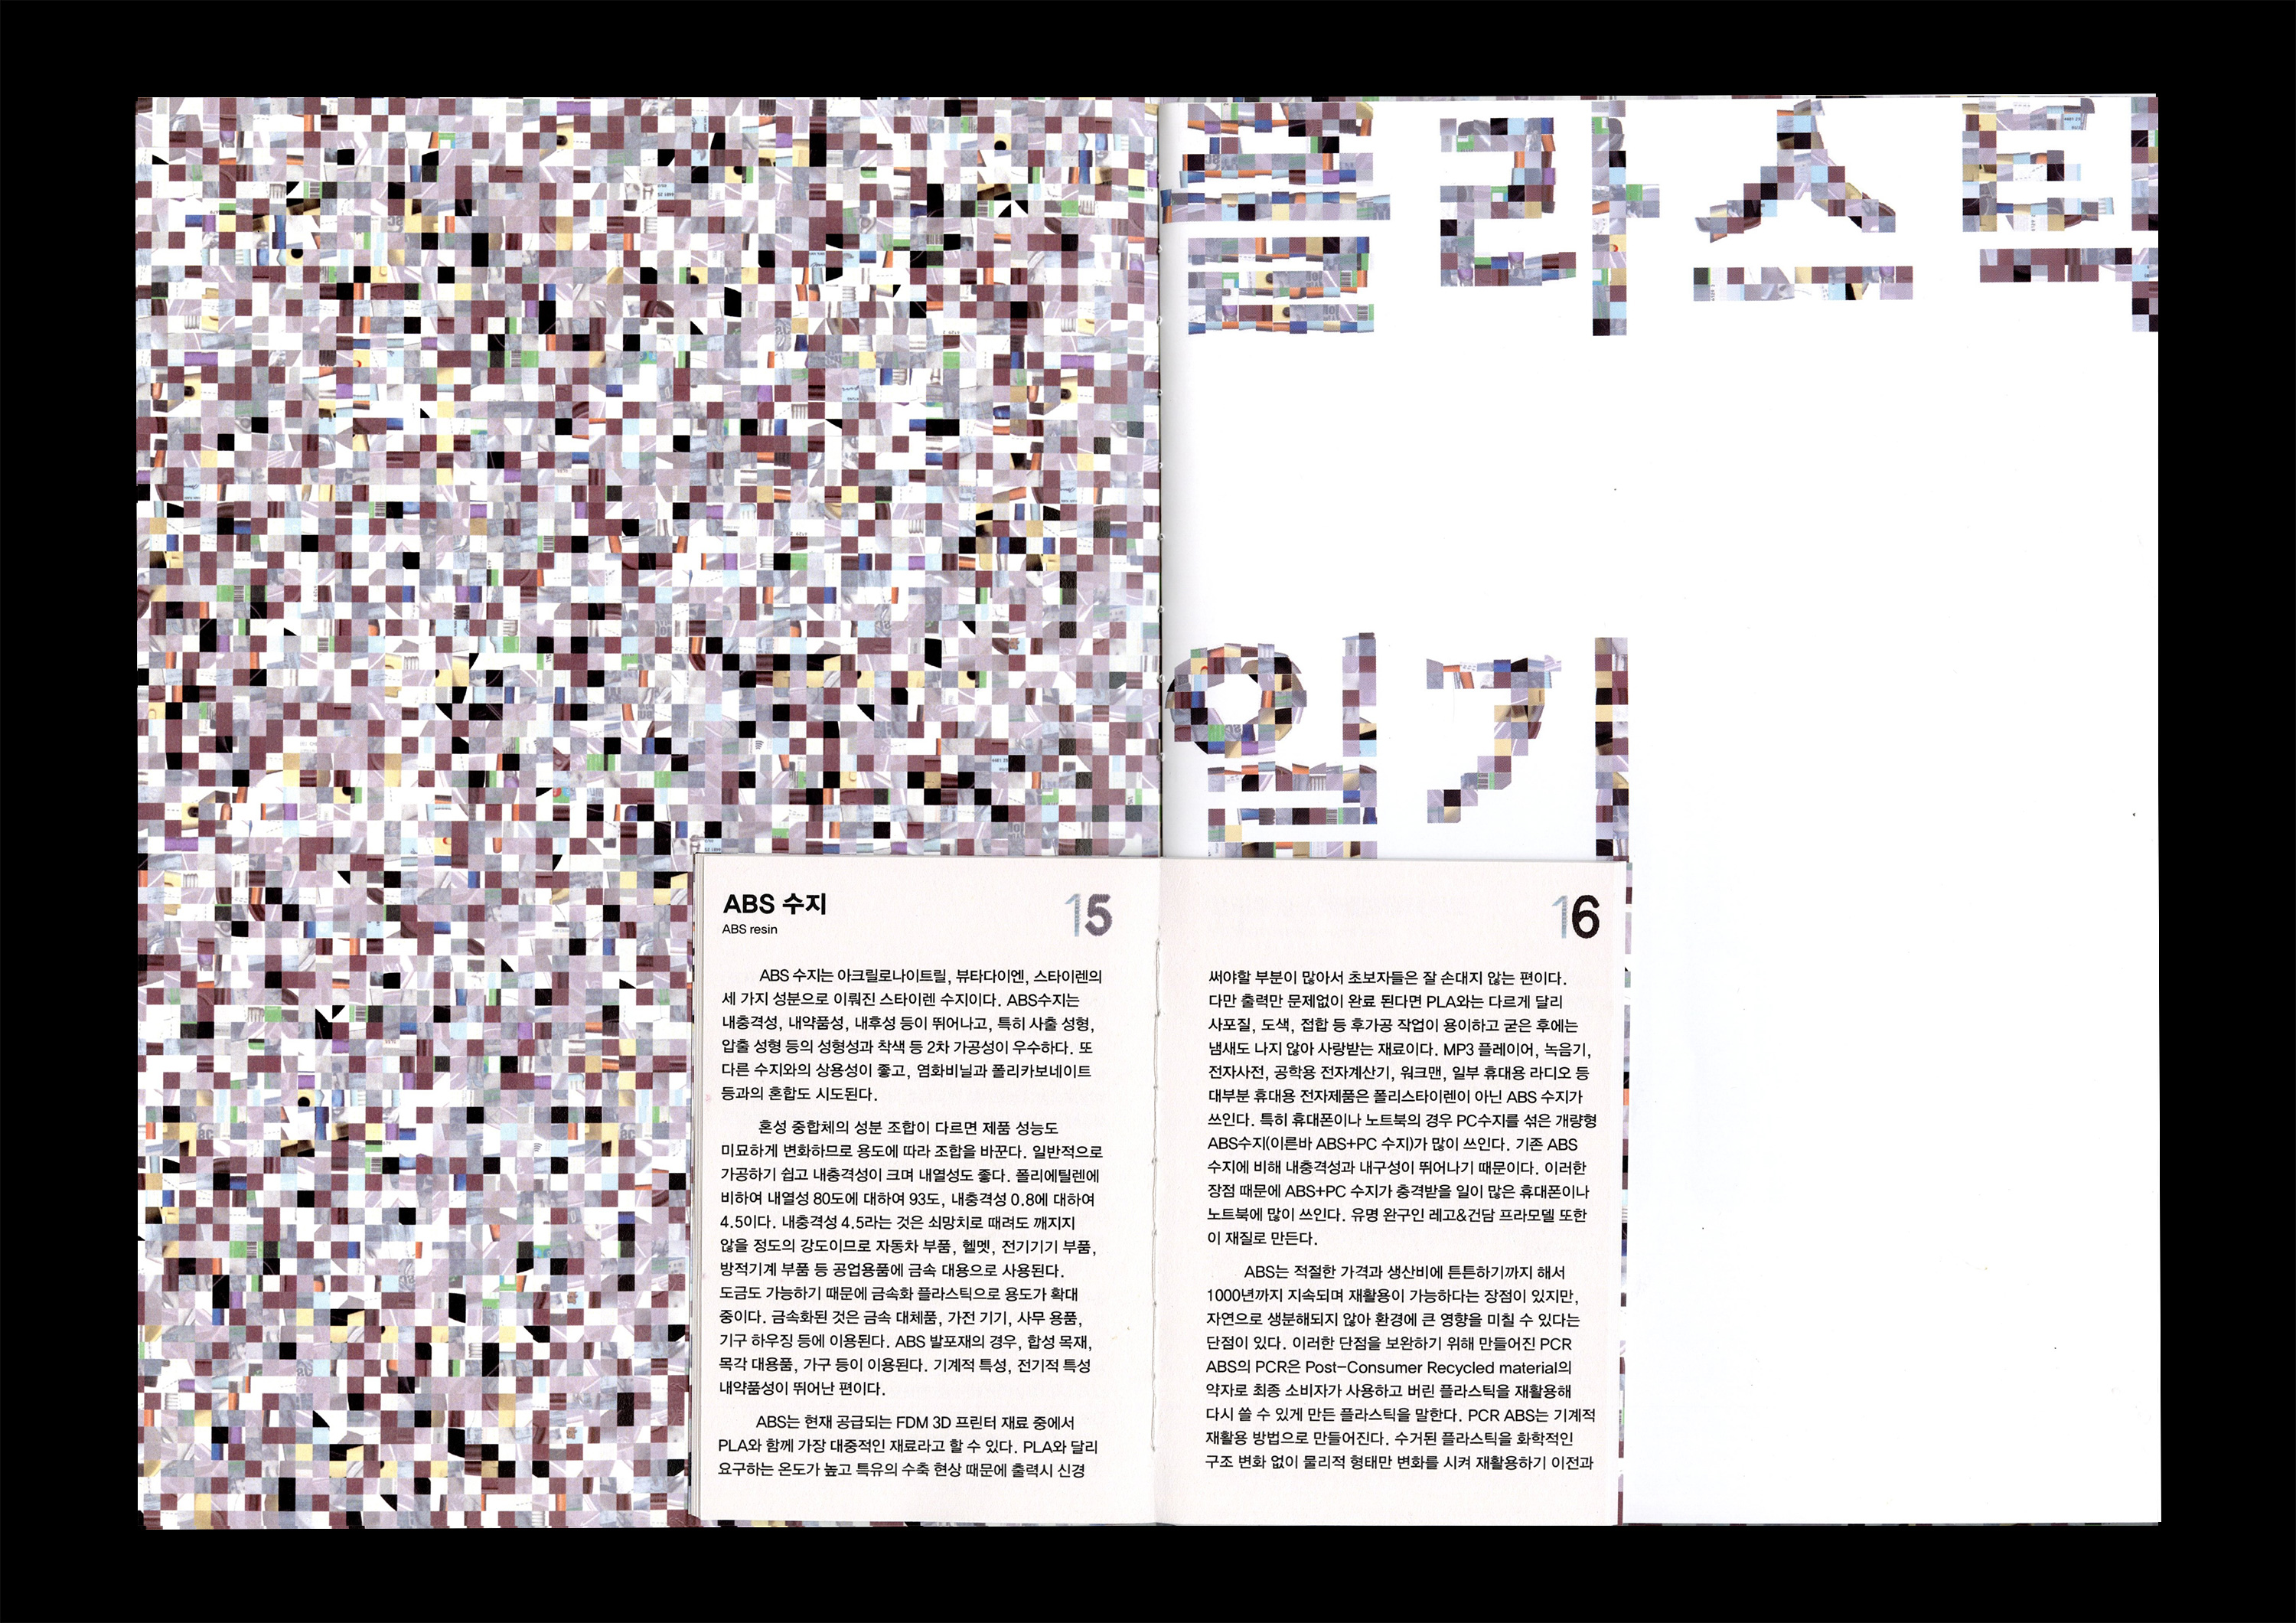 플라스틱
일기
ABS 수지
ABS resin
15
ABS 수지는 아크릴로나이트릴, 뷰타다이엔, 스타이렌의
세 가지 성분으로 이뤄진 스타이렌 수지이다. ABS수지는
내충격성, 내약품성, 내후성 등이 뛰어나고, 특히 사출 성형,
압출 성형 등의 성형성과 착색 등 2차 가공성이 우수하다. 또
다른 수지와의 상용성이 좋고, 염화비닐과 폴리카보네이트
등과의 혼합도 시도된다.
혼성 중합체의 성분 조합이 다르면 제품 성능도
미묘하게 변화하므로 용도에 따라 조합을 바꾼다. 일반적으로
가공하기 쉽고 내충격성이 크며 내열성도 좋다. 폴리에틸렌에
비하여 내열성 80도에 대하여 93도, 내충격성 0.8에 대하여
4.5이다. 내충격성 4.5라는 것은 쇠망치로 때려도 깨지지
않을 정도의 강도이므로 자동차 부품, 헬멧, 전기기기 부품,
방적기계 부품 등 공업용품에 금속 대용으로 사용된다.
도금도 가능하기 때문에 금속화 플라스틱으로 용도가 확대
중이다. 금속화된 것은 금속 대체품, 가전 기기, 사무 용품,
기구 하우징 등에 이용된다. ABS 발포재의 경우, 합성 목재,
목각 대용품, 가구 등이 이용된다. 기계적 특성, 전기적 특성
내약품성이 뛰어난 편이다.
ABS는 현재 공급되는 FDM 3D 프린터 재료 중에서
PLA와 함께 가장 대중적인 재료라고 할 수 있다. PLA와 달리
요구하는 온도가 높고 특유의 수축 현상 때문에 출력시 신경
16
써야할 부분이 많아서 초보자들은 잘 손대지 않는 편이다.
다만 출력만 문제없이 완료 된다면 PLA와는 다르게 달리
사포질, 도색, 접합 등 후가공 작업이 용이하고 굳은 후에는
냄새도 나지 않아 사랑받는 재료이다. MP3 플레이어, 녹음기,
전자사전, 공학용 전자계산기, 워크맨, 일부 휴대용 라디오 등
대부분 휴대용 전자제품은 폴리스타이렌이 아닌 ABS 수지가
쓰인다. 특히 휴대폰이나 노트북의 경우 PC수지를 섞은 개량형
ABS수지(이른바 ABS+PC 수지)가 많이 쓰인다. 기존 ABS
수지에 비해 내충격성과 내구성이 뛰어나기 때문이다. 이러한
장점 때문에 ABS+PC 수지가 충격받을 일이 많은 휴대폰이나
노트북에 많이 쓰인다. 유명 완구인 레고&건담 프라모델 또한
이 재질로 만든다.
ABS는 적절한 가격과 생산비에 튼튼하기까지 해서
1000년까지 지속되며 재활용이 가능하다는 장점이 있지만,
자연으로 생분해되지 않아 환경에 큰 영향을 미칠 수 있다는
단점이 있다. 이러한 단점을 보완하기 위해 만들어진 PCR
ABS의 PCR은 Post-Consumer Recycled material의
약자로 최종 소비자가 사용하고 버린 플라스틱을 재활용해
다시 쓸 수 있게 만든 플라스틱을 말한다. PCR ABS는 기계적
재활용 방법으로 만들어진다. 수거된 플라스틱을 화학적인
구조 변화 없이 물리적 형태만 변화를 시켜 재활용하기 이전과